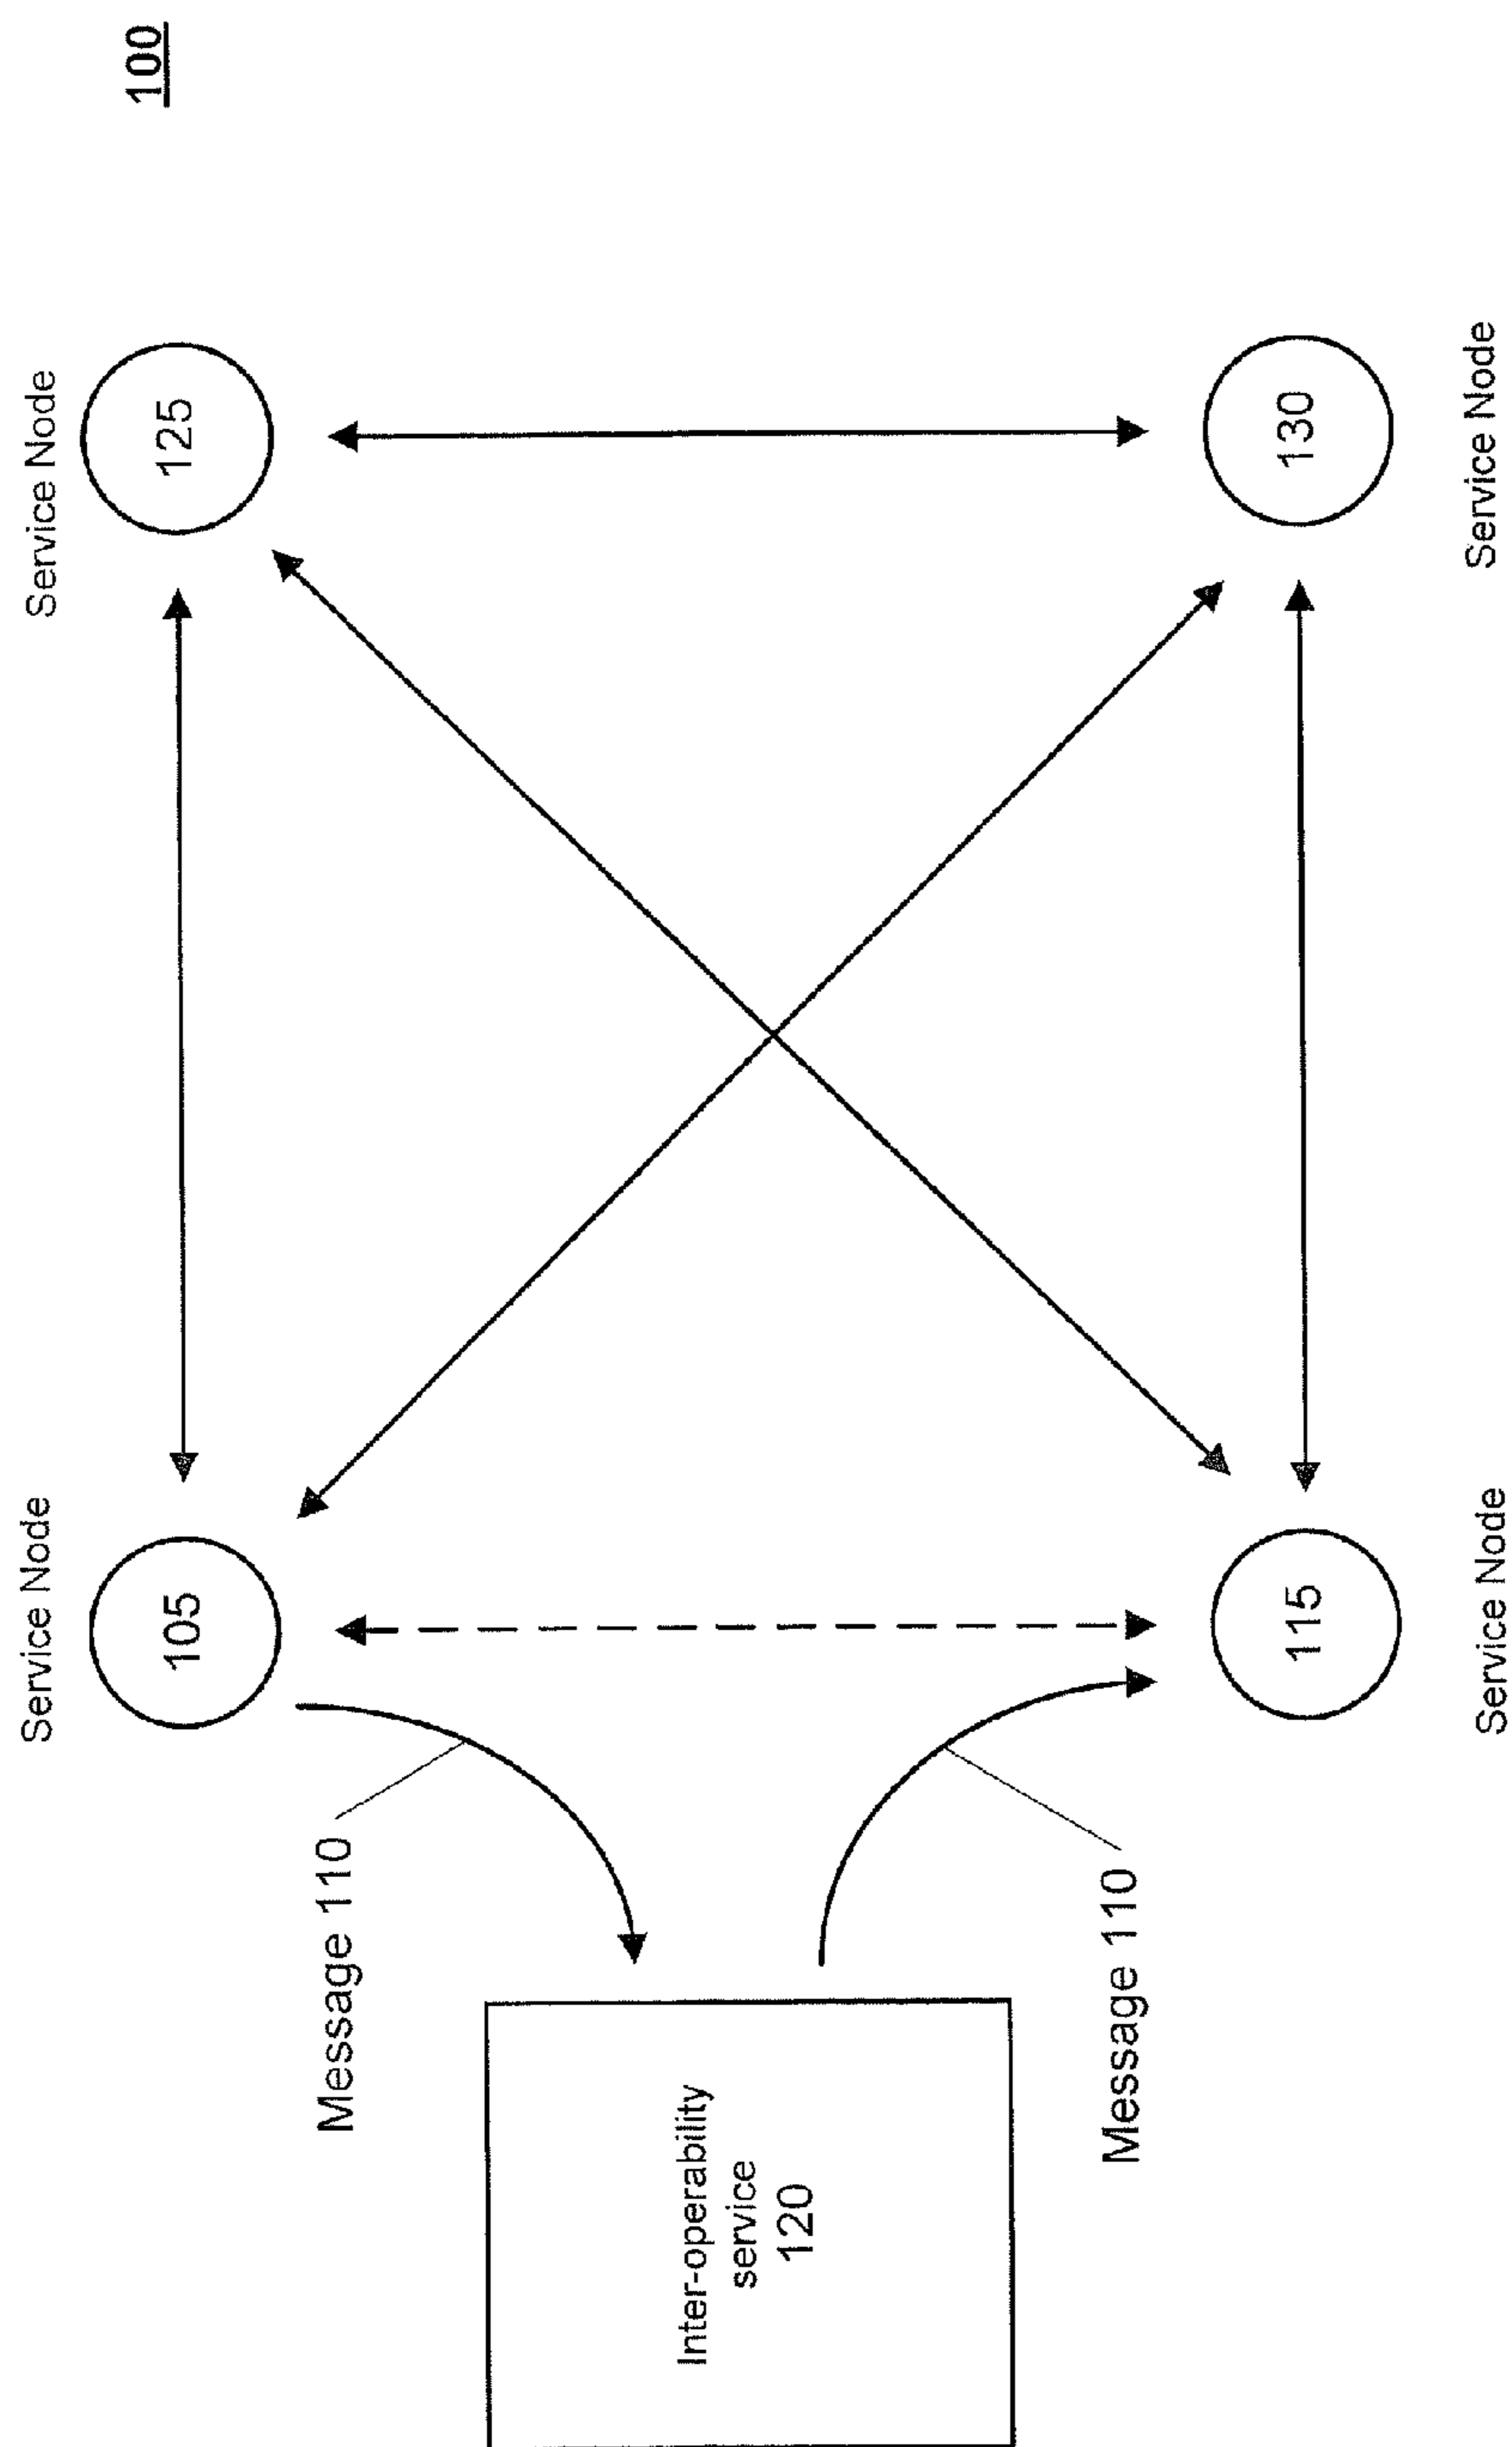 100
Service Node
105
Service Node
125
Message 110
Inter-operability
service
120
Message 110
115
Service Node
130
Service Node